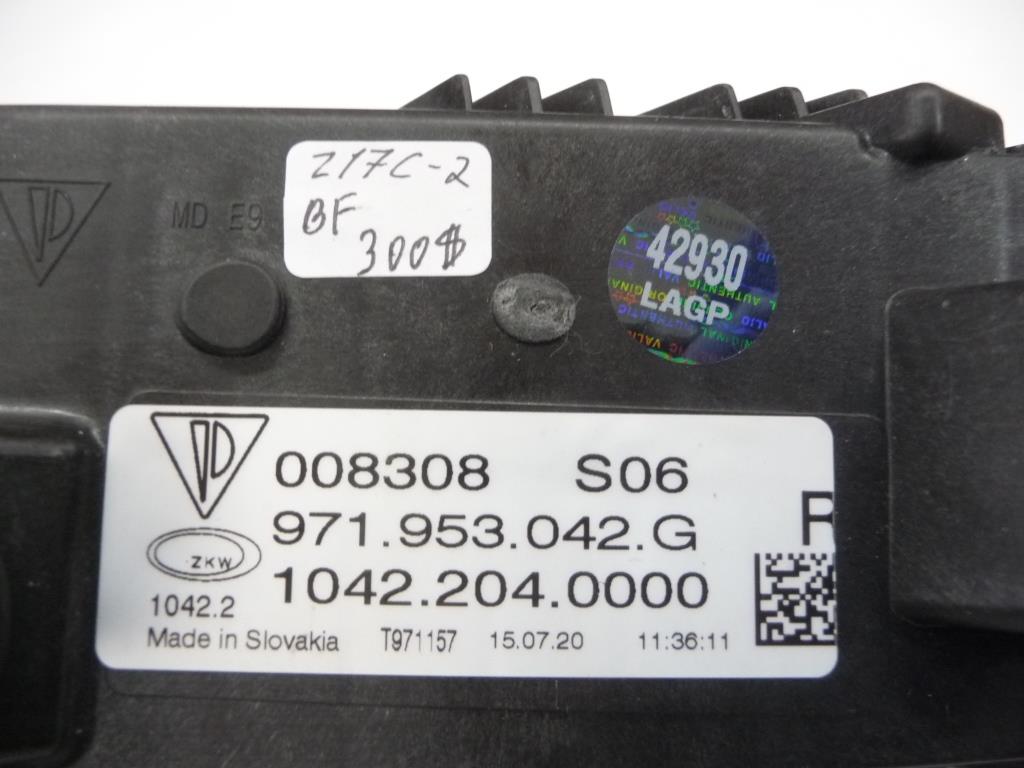 Z17C-2
BF
300$
MD E9
42930
LAGP
008308 S06
971.953.042.G
R
1042.204.0000
ZKW
1042.2
Made in Slovakia T971157 15.07.20 11:36:11